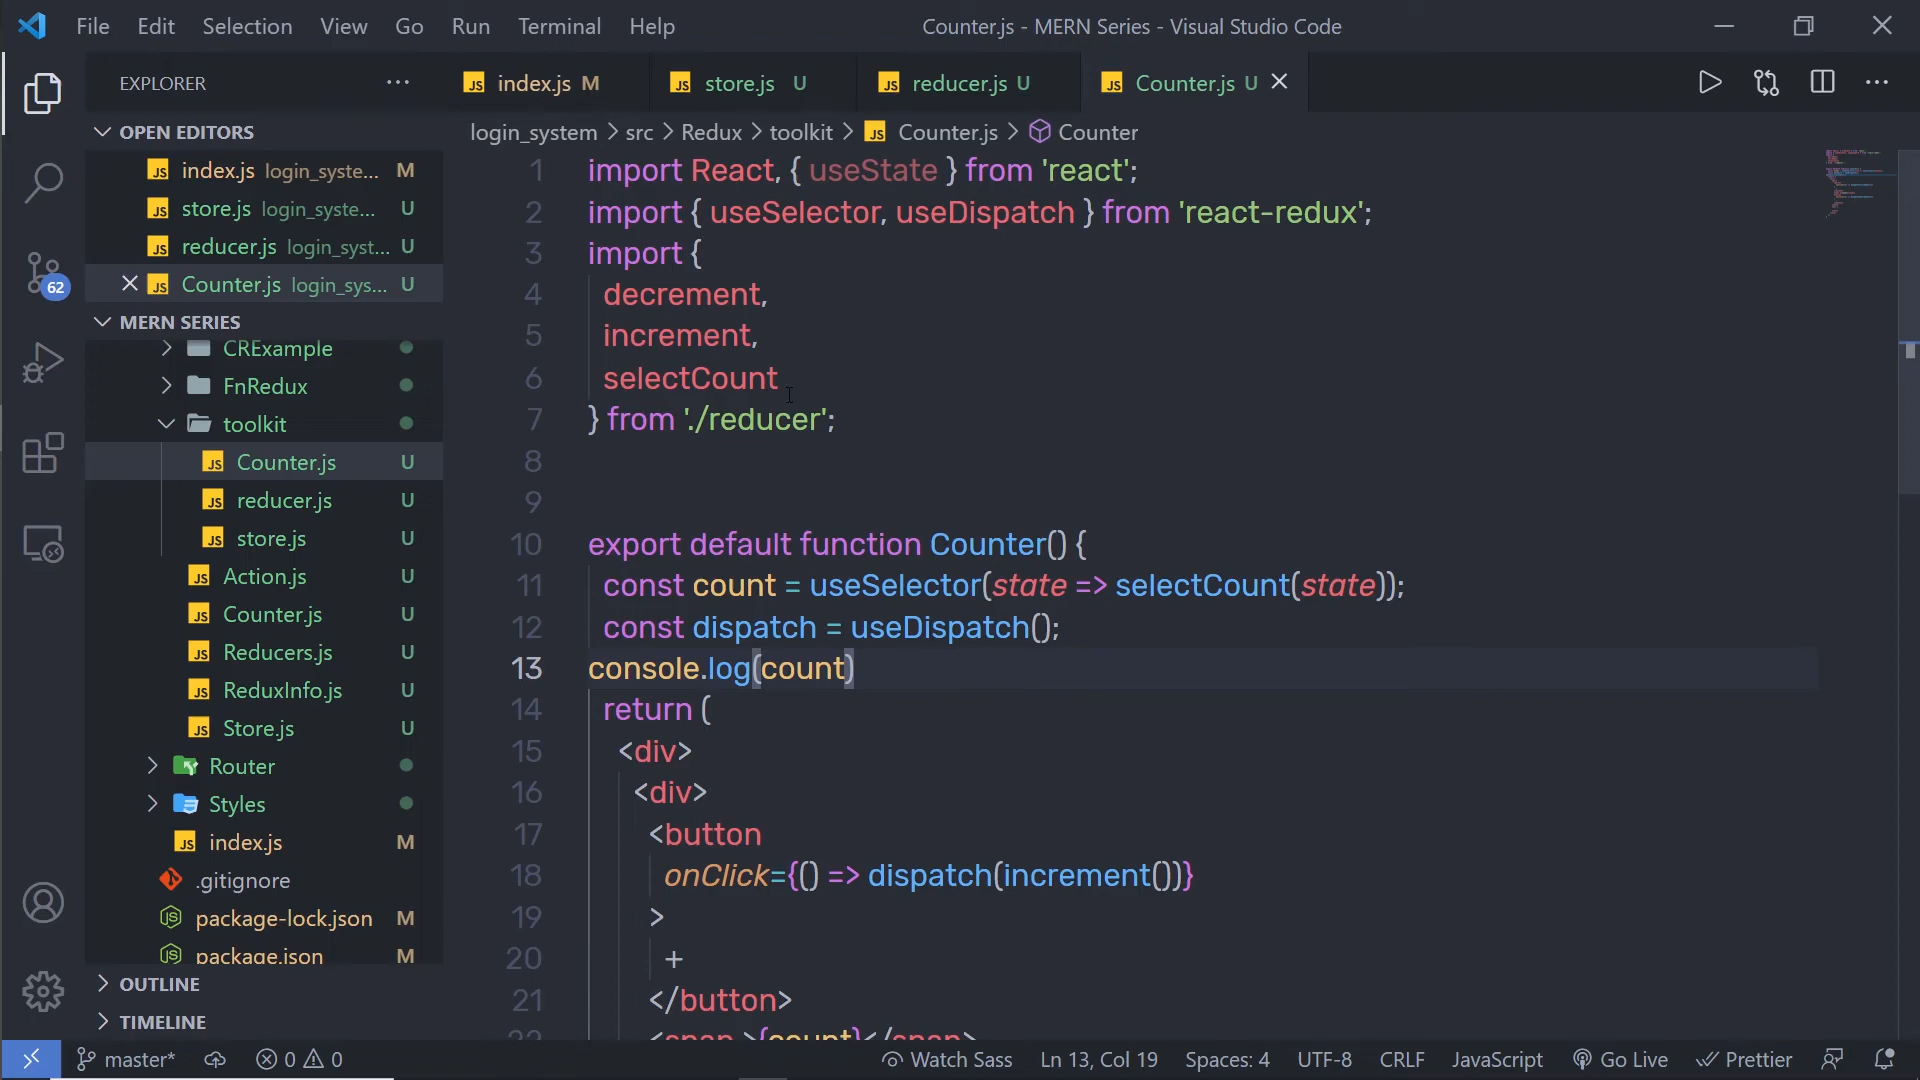 File Edit Selection View Go Run Terminal Help
Counter.js - MERN Series - Visual Studio Code
EXPLORER
index.js M
store.js U
reducer.js U
Counter.js U
OPEN EDITORS
index.js login_syste... M
store.js login_syste... U
reducer.js login_syst... U
Counter.js login_sys... U
MERN SERIES
CRExample
FnRedux
toolkit
Counter.js U
reducer.js U
store.js U
Action.js U
Counter.js U
Reducers.js U
ReduxInfo.js U
Store.js U
Router
Styles
index.js M
.gitignore
package-lock.json M
package.json M
OUTLINE
TIMELINE
62
login_system > src > Redux > toolkit > Counter.js > Counter
1 import React, { useState } from 'react';
2 import { useSelector, useDispatch } from 'react-redux';
3 import {
4 decrement,
5 increment,
6 selectCount
7 } from './reducer';
8
9
10 export default function Counter() {
11 const count = useSelector(state => selectCount(state));
12 const dispatch = useDispatch();
13 console.log(count)
14 return (
15 <div>
16 <div>
17 <button
18 onClick={() => dispatch(increment())}
19 >
20 +
21 </button>
22 <span >{count}</span>
master* 0 0 Watch Sass Ln 13, Col 19 Spaces: 4 UTF-8 CRLF JavaScript Go Live Prettier